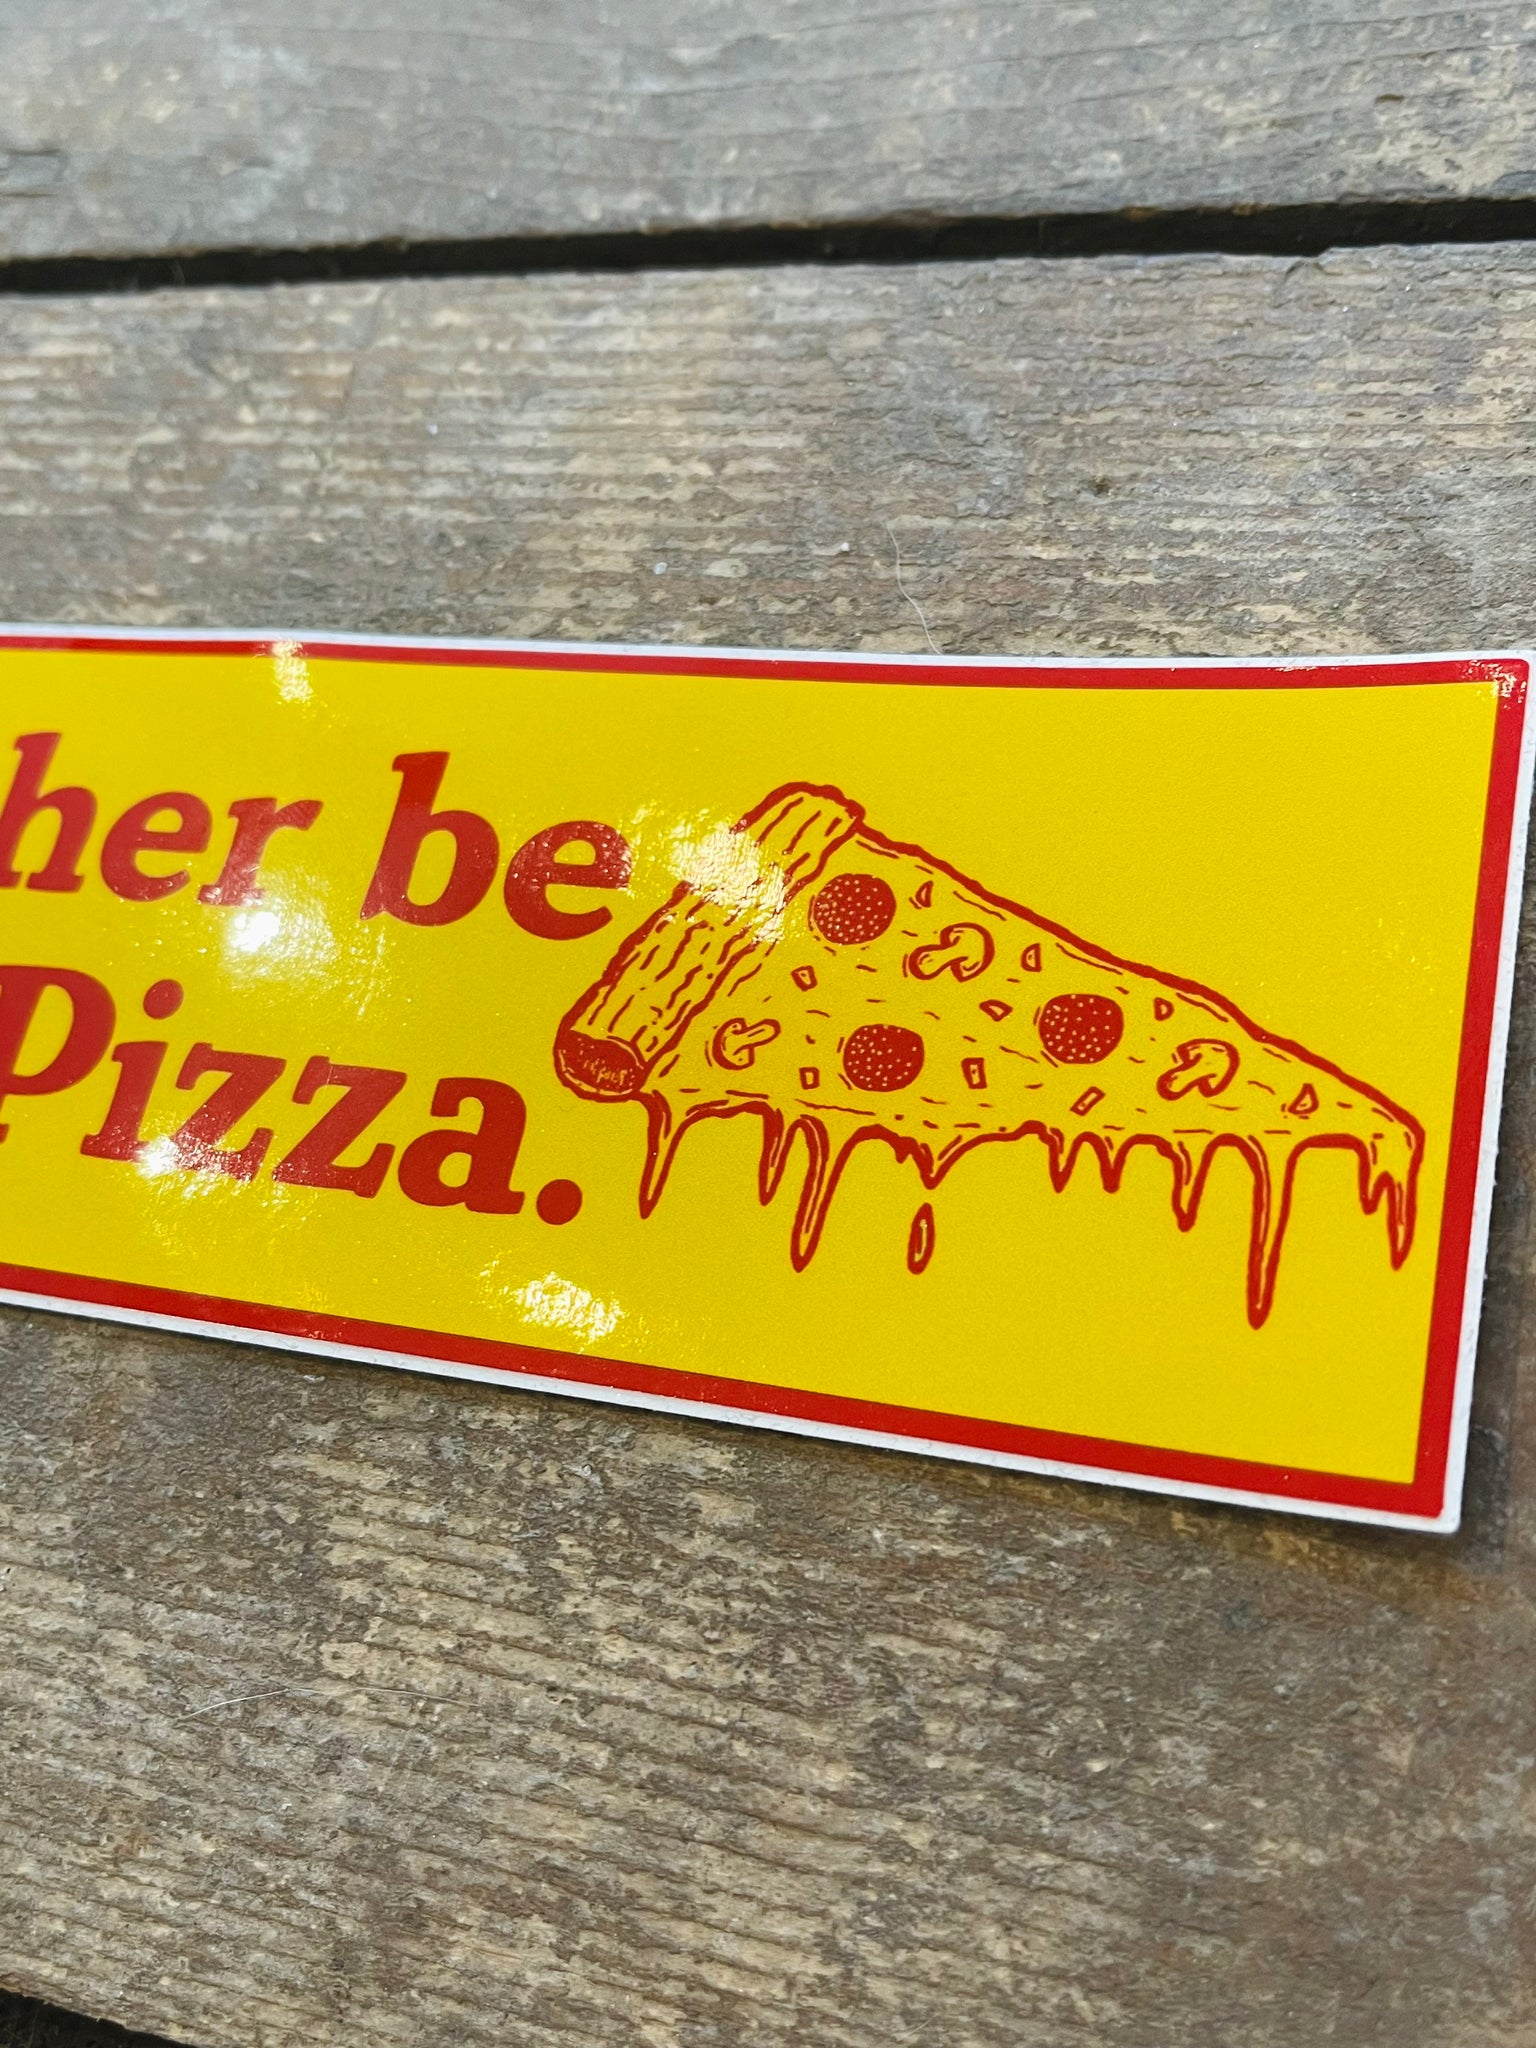 her be
Pizza.